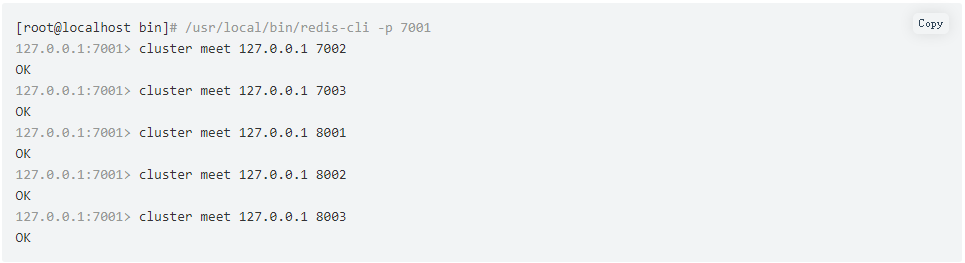 Copy
[root@localhost bin]# /usr/local/bin/redis-cli -p 7001
127.0.0.1:7001> cluster meet 127.0.0.1 7002
OK
127.0.0.1:7001> cluster meet 127.0.0.1 7003
OK
127.0.0.1:7001> cluster meet 127.0.0.1 8001
OK
127.0.0.1:7001> cluster meet 127.0.0.1 8002
OK
127.0.0.1:7001> cluster meet 127.0.0.1 8003
OK